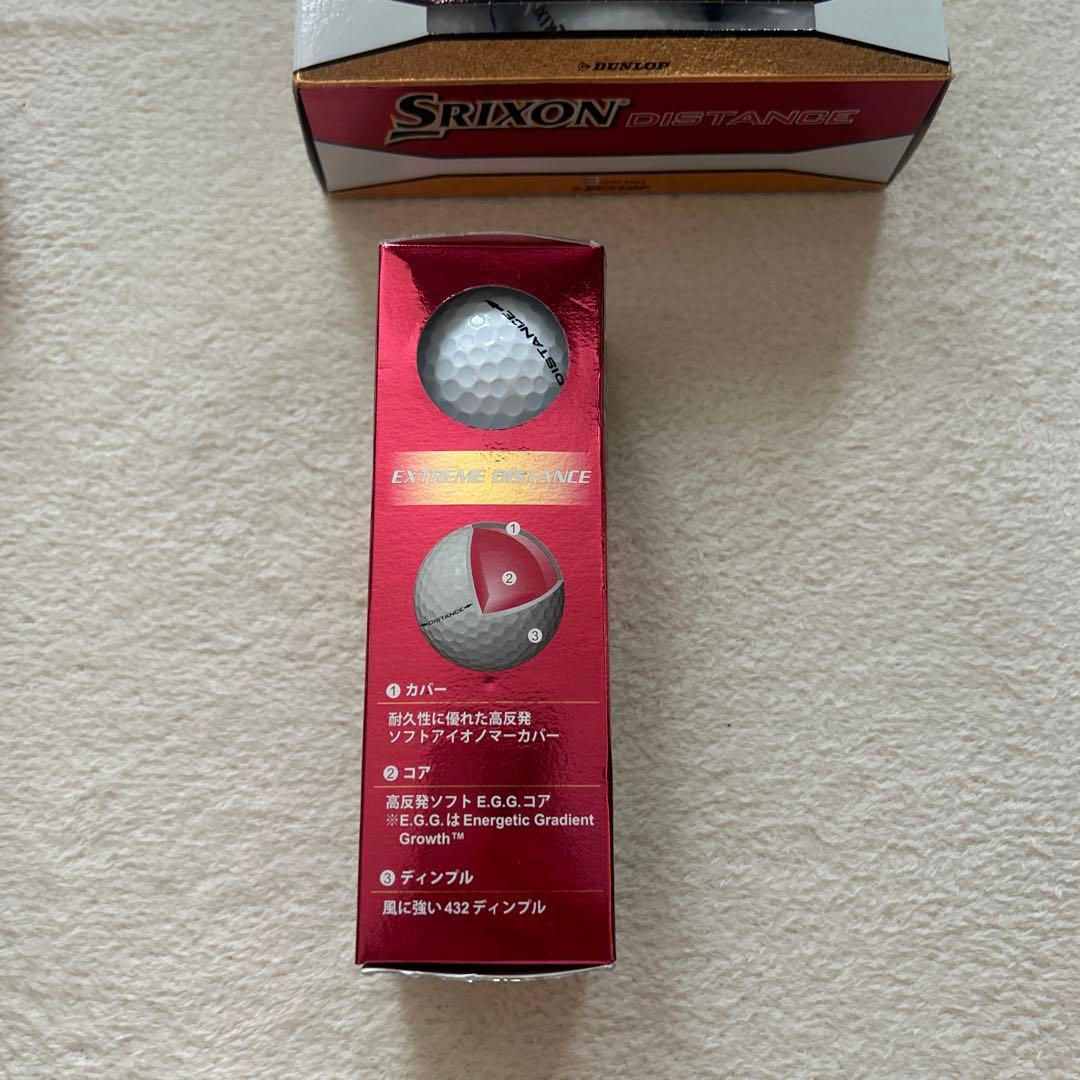 DUNLOP
SRIXON DISTANCE
DUNLOP
DISTANCE
EXTREME DISTANCE
1
2
DISTANCE
3
1 カバー
耐久性に優れた高反発
ソフトアイオノマーカバー
2 コア
高反発ソフト E.G.G.コア
※E.G.G.は Energetic Gradient
Growth™
3 ディンプル
風に強い 432 ディンプル